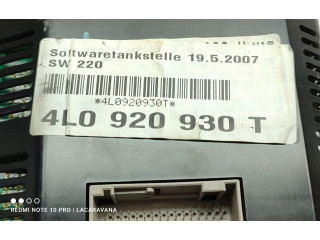 Softwaretankstelle 19.5.2007
SW 220
*4L0920930T*
4L0 920 930 T
REDMI NOTE 10 PRO | LACARAVANA